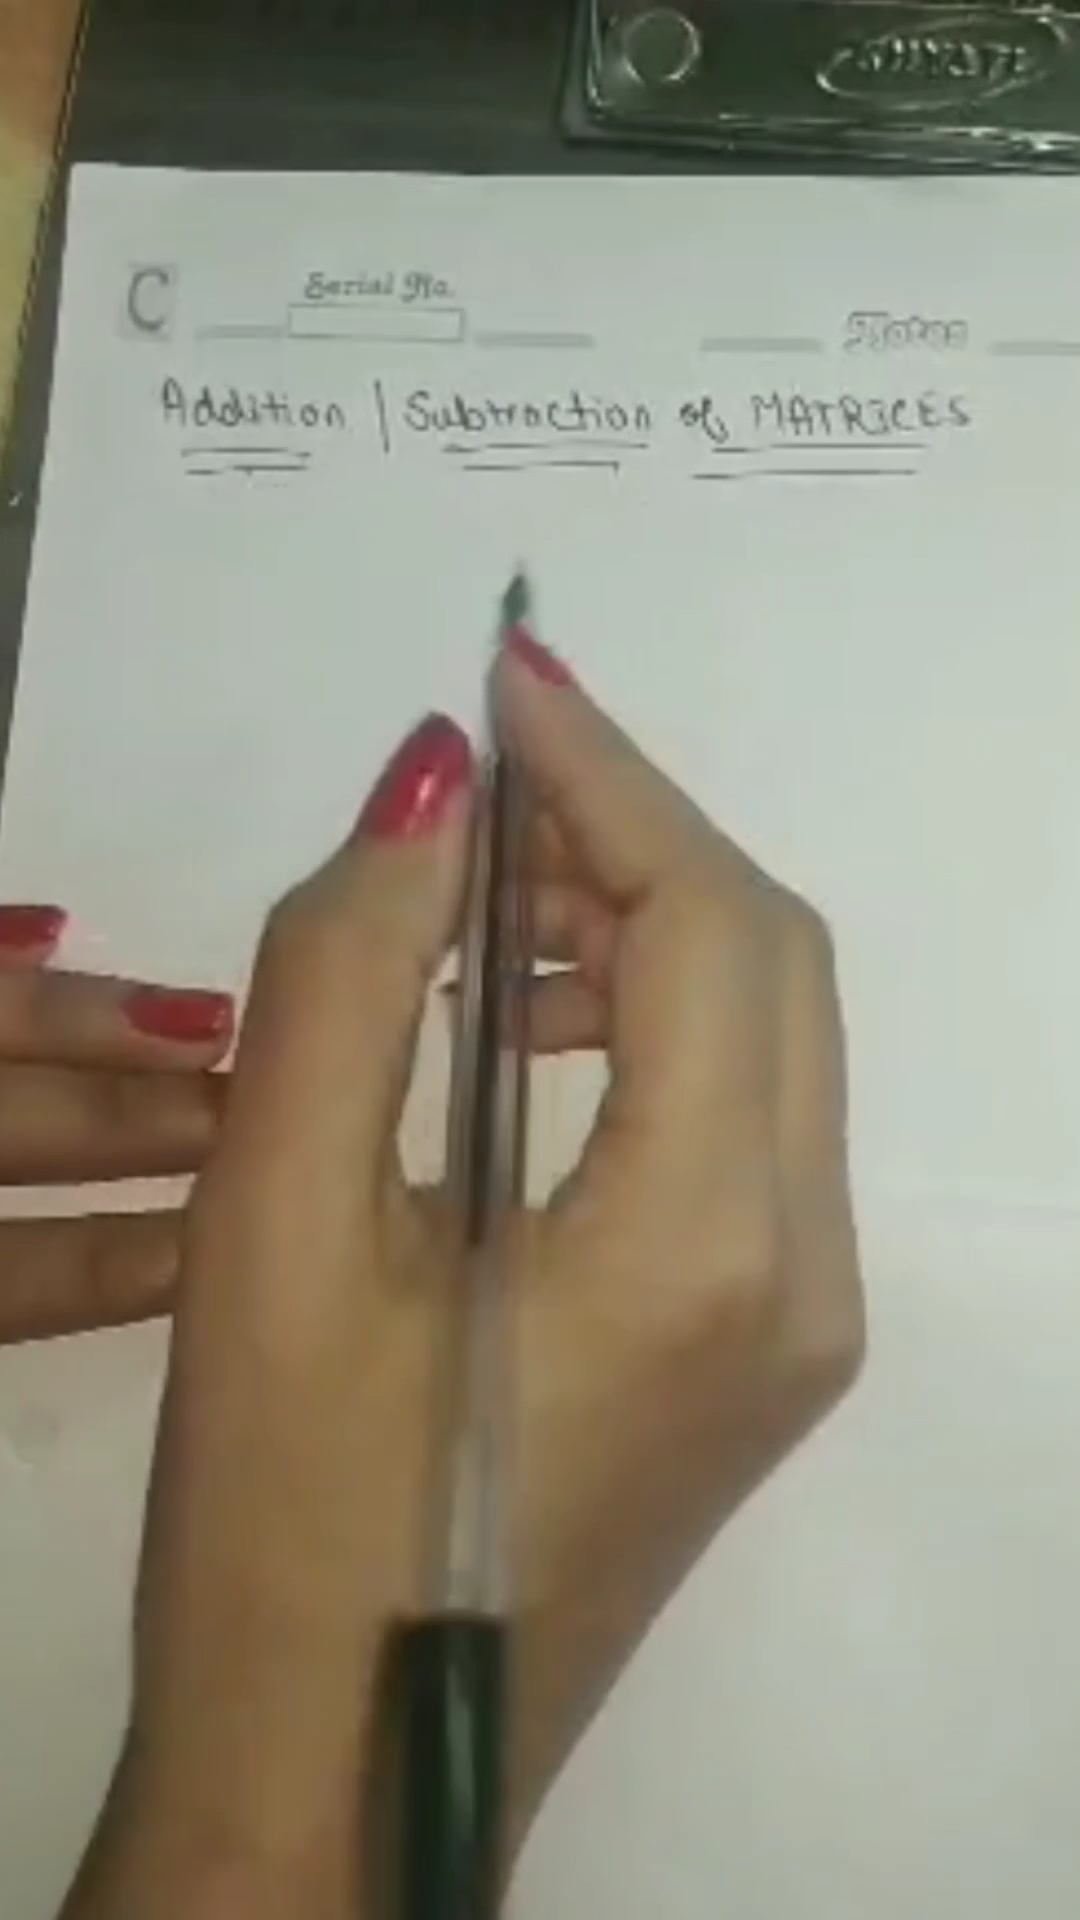 C
Serial No.
Addition | Subtraction of MATRICES